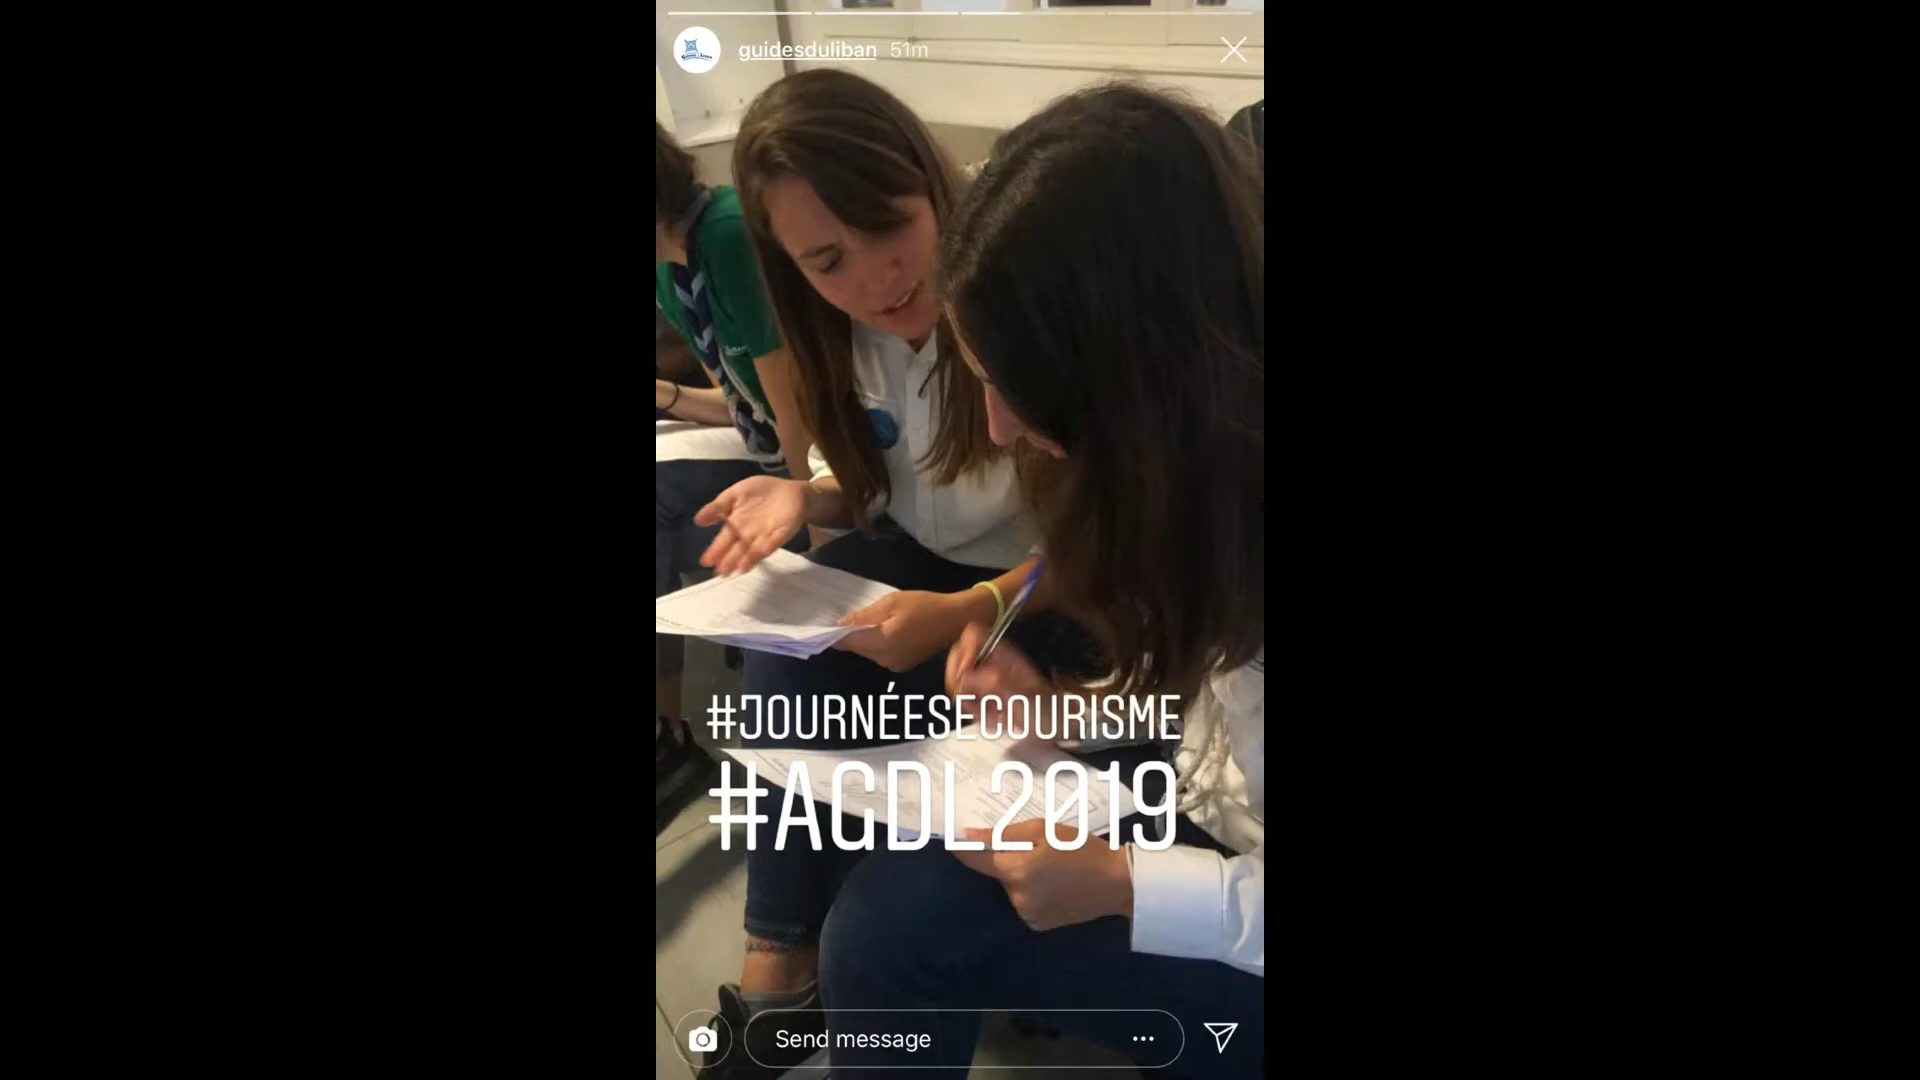 guidesduliban 51m
#JOURNÉESECOURISME
#AGDL2019
Send message